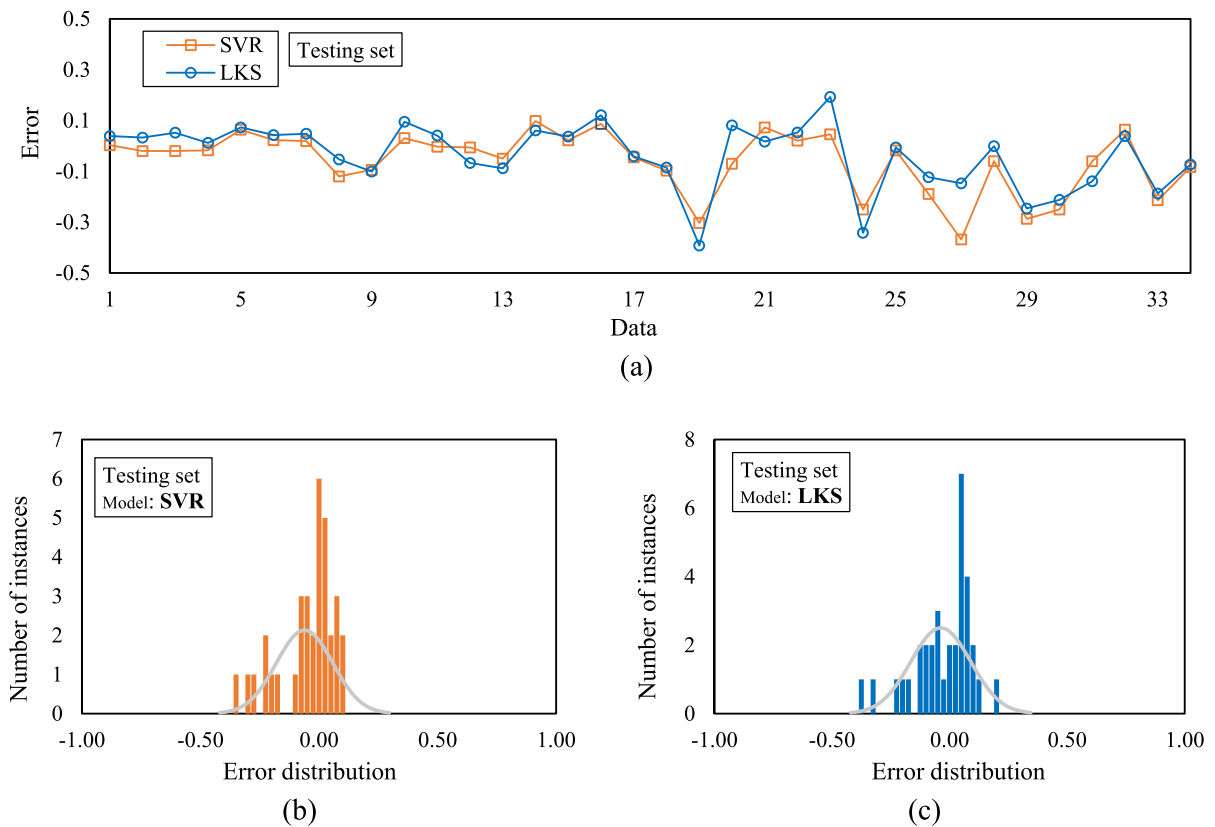 0.5
0.3
0.1
-0.1
-0.3
-0.5
Error
SVR
LKS
Testing set
1 5 9 13 17 21 25 29 33
Data
(a)
7
6
5
4
3
2
1
0
Number of instances
Testing set
Model: SVR
-1.00 -0.50 0.00 0.50 1.00
Error distribution
(b)
8
6
4
2
0
Number of instances
Testing set
Model: LKS
-1.00 -0.50 0.00 0.50 1.00
Error distribution
(c)